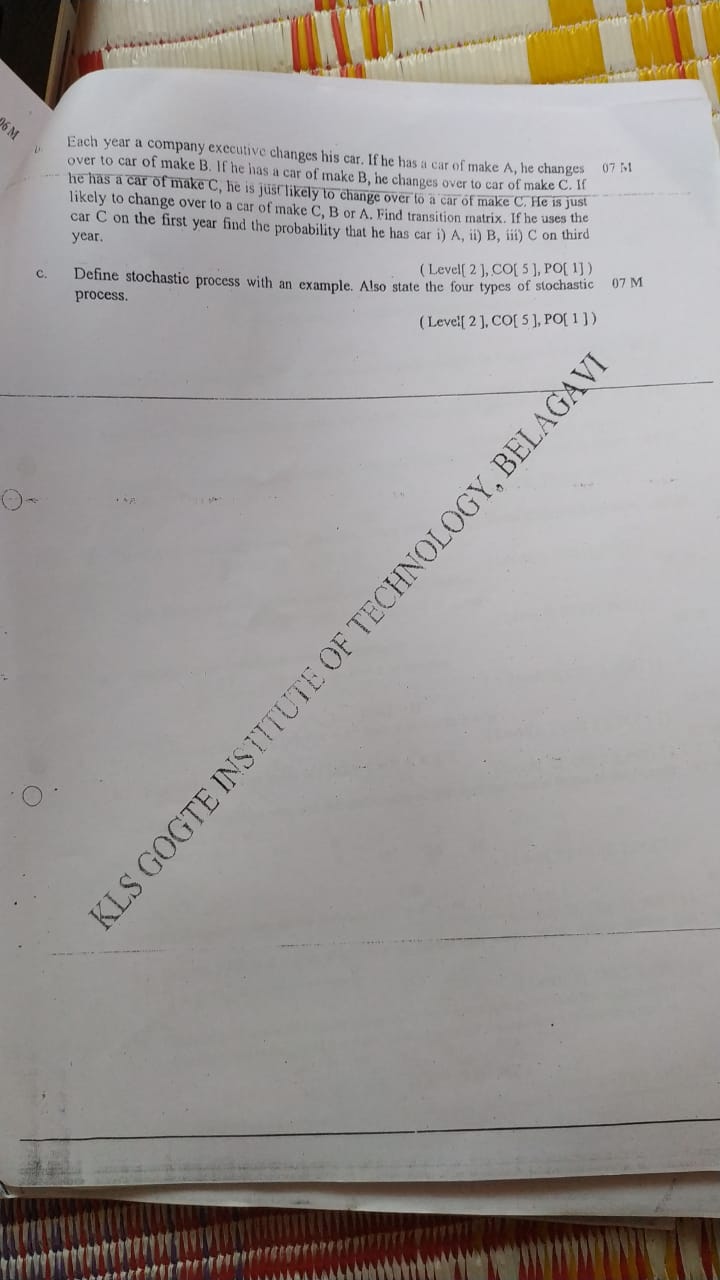 06 M
b. Each year a company executive changes his car. If he has a car of make A, he changes 07 M
over to car of make B. If he has a car of make B, he changes over to car of make C. If
he has a car of make C, he is just likely to change over to a car of make C. He is just
likely to change over to a car of make C, B or A. Find transition matrix. If he uses the
car C on the first year find the probability that he has car i) A, ii) B, iii) C on third
year.
( Level[ 2 ], CO[ 5 ], PO[ 1] )
c. Define stochastic process with an example. Also state the four types of stochastic 07 M
process.
( Level[ 2 ], CO[ 5 ], PO[ 1 ] )
KLS GOGTE INSTITUTE OF TECHNOLOGY, BELAGAVI